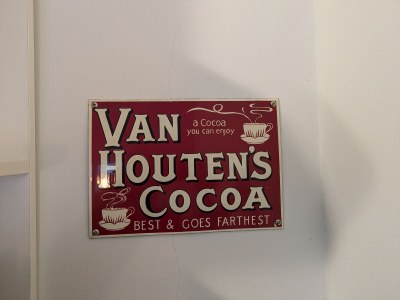 VAN
a Cocoa
you can enjoy
HOUTEN'S
COCOA
BEST & GOES FARTHEST